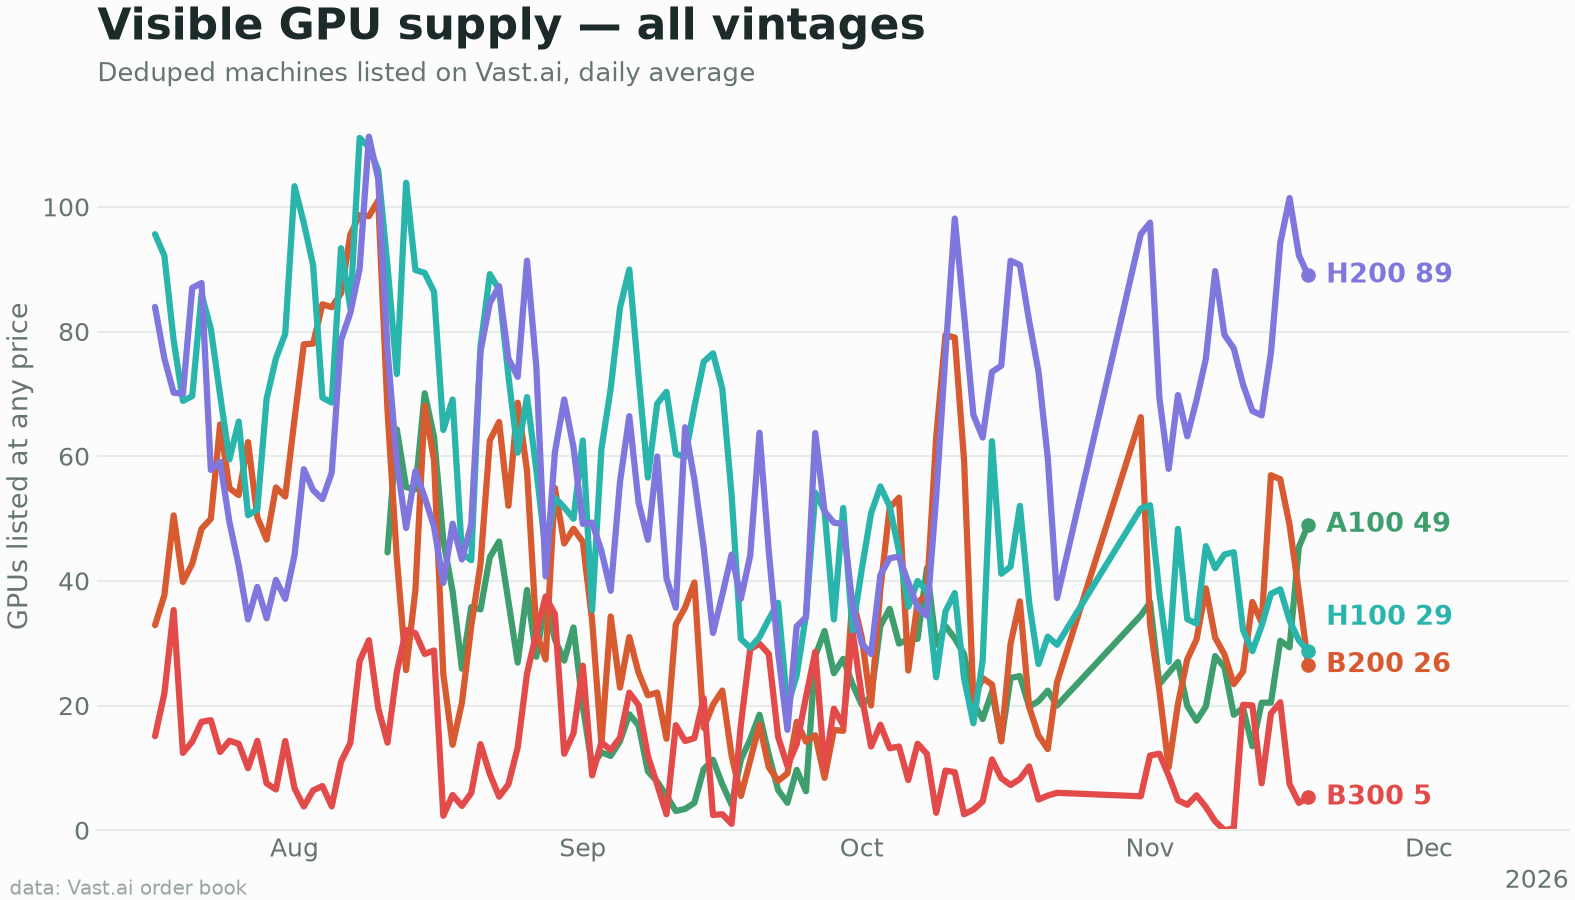 Visible GPU supply — all vintages
Deduped machines listed on Vast.ai, daily average
GPUs listed at any price
100
80
60
40
20
0
H200 89
A100 49
H100 29
B200 26
B300 5
Aug
Sep
Oct
Nov
Dec
2026
data: Vast.ai order book